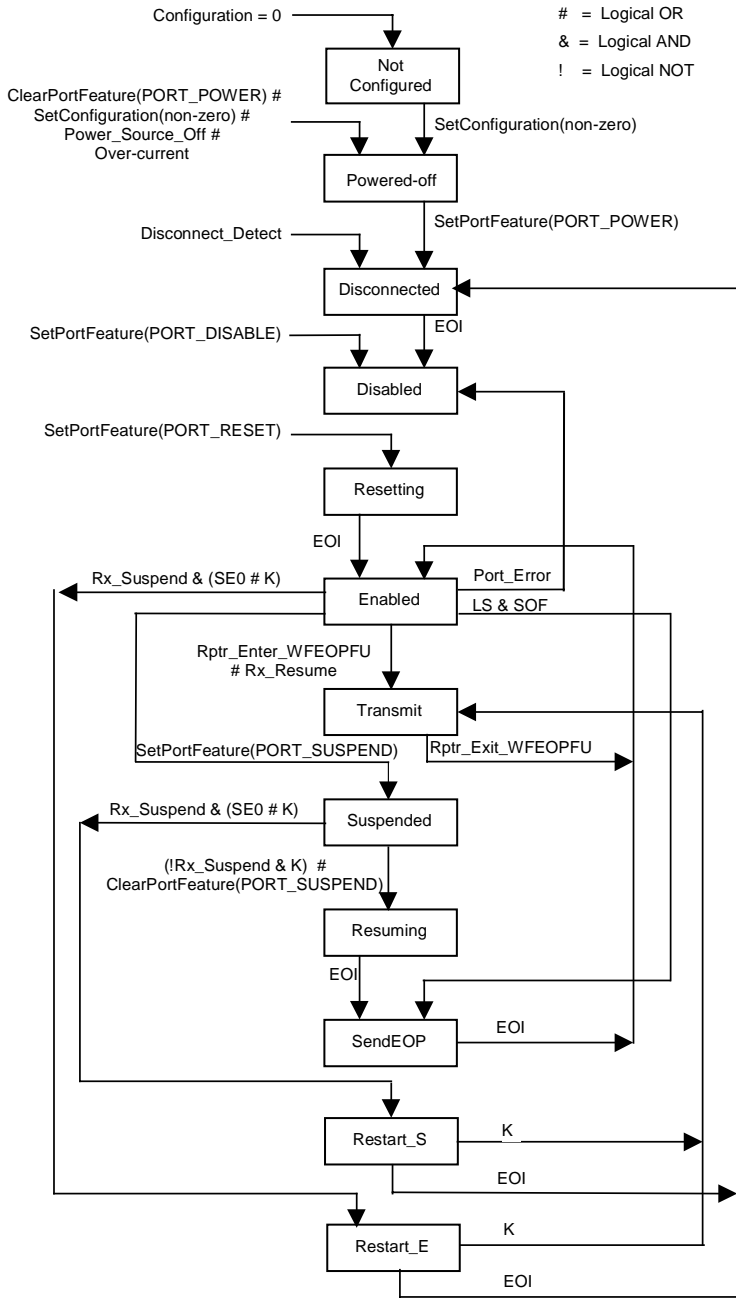 Configuration = 0
# = Logical OR
& = Logical AND
! = Logical NOT
Not
Configured
ClearPortFeature(PORT_POWER) #
SetConfiguration(non-zero) #
Power_Source_Off #
Over-current
SetConfiguration(non-zero)
Powered-off
SetPortFeature(PORT_POWER)
Disconnect_Detect
Disconnected
EOI
SetPortFeature(PORT_DISABLE)
Disabled
SetPortFeature(PORT_RESET)
Resetting
EOI
Rx_Suspend & (SE0 # K)
Enabled
Port_Error
LS & SOF
Rptr_Enter_WFEOPFU
# Rx_Resume
Transmit
SetPortFeature(PORT_SUSPEND)
Rptr_Exit_WFEOPFU
Rx_Suspend & (SE0 # K)
Suspended
(!Rx_Suspend & K) #
ClearPortFeature(PORT_SUSPEND)
Resuming
EOI
SendEOP
EOI
Restart_S
K
EOI
Restart_E
K
EOI